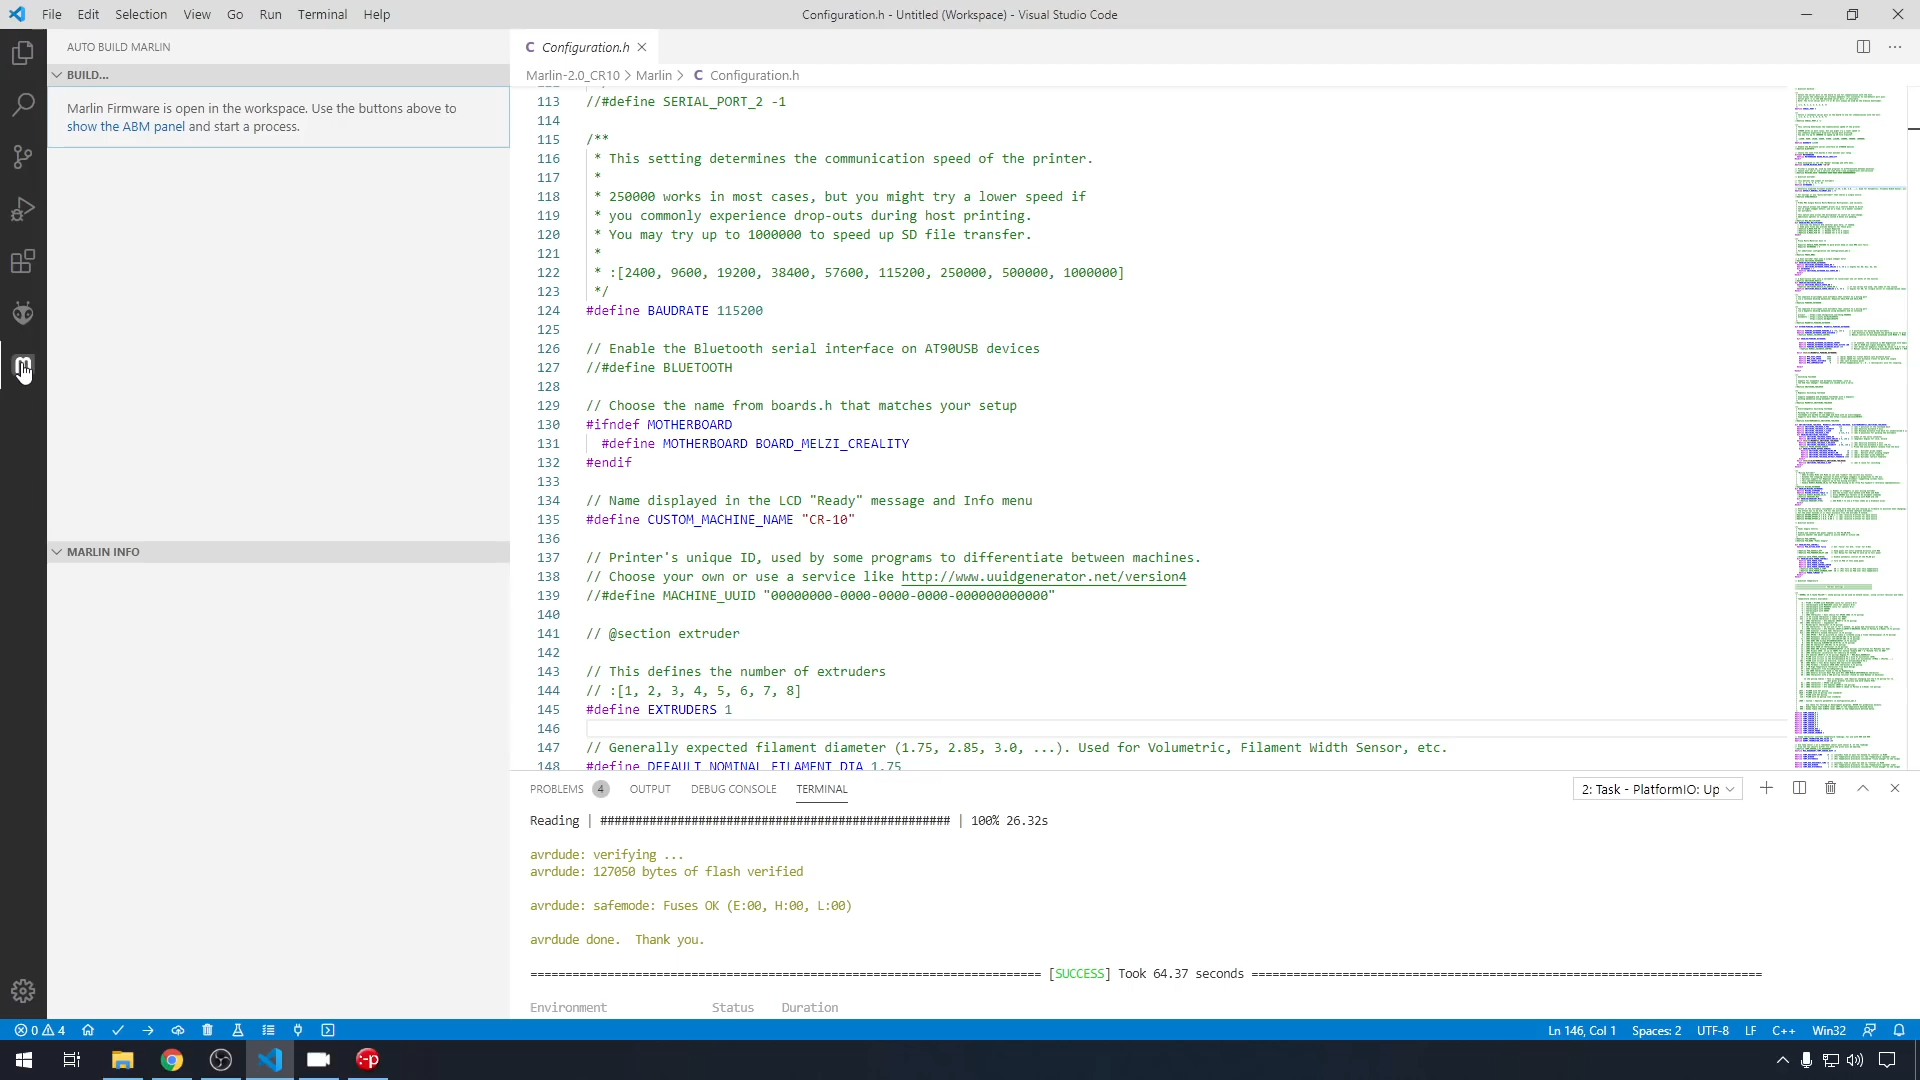 File Edit Selection View Go Run Terminal Help
Configuration.h - Untitled (Workspace) - Visual Studio Code
AUTO BUILD MARLIN
BUILD...
Marlin Firmware is open in the workspace. Use the buttons above to
show the ABM panel and start a process.
MARLIN INFO
C Configuration.h
Marlin-2.0_CR10 > Marlin > C Configuration.h
113 //#define SERIAL_PORT_2 -1
114
115 /**
116 * This setting determines the communication speed of the printer.
117 *
118 * 250000 works in most cases, but you might try a lower speed if
119 * you commonly experience drop-outs during host printing.
120 * You may try up to 1000000 to speed up SD file transfer.
121 *
122 * :[2400, 9600, 19200, 38400, 57600, 115200, 250000, 500000, 1000000]
123 */
124 #define BAUDRATE 115200
125
126 // Enable the Bluetooth serial interface on AT90USB devices
127 //#define BLUETOOTH
128
129 // Choose the name from boards.h that matches your setup
130 #ifndef MOTHERBOARD
131 #define MOTHERBOARD BOARD_MELZI_CREALITY
132 #endif
133
134 // Name displayed in the LCD "Ready" message and Info menu
135 #define CUSTOM_MACHINE_NAME "CR-10"
136
137 // Printer's unique ID, used by some programs to differentiate between machines.
138 // Choose your own or use a service like http://www.uuidgenerator.net/version4
139 //#define MACHINE_UUID "00000000-0000-0000-0000-000000000000"
140
141 // @section extruder
142
143 // This defines the number of extruders
144 // :[1, 2, 3, 4, 5, 6, 7, 8]
145 #define EXTRUDERS 1
146
147 // Generally expected filament diameter (1.75, 2.85, 3.0, ...). Used for Volumetric, Filament Width Sensor, etc.
148 #define DEFAULT_NOMINAL_FILAMENT_DIA 1.75
PROBLEMS 4 OUTPUT DEBUG CONSOLE TERMINAL
2: Task - PlatformIO: Up
Reading | ################################################## | 100% 26.32s
avrdude: verifying ...
avrdude: 127050 bytes of flash verified
avrdude: safemode: Fuses OK (E:00, H:00, L:00)
avrdude done.  Thank you.
========================================================================= [SUCCESS] Took 64.37 seconds =========================================================================
Environment Status Duration
0 4
Ln 146, Col 1 Spaces: 2 UTF-8 LF C++ Win32
:-p